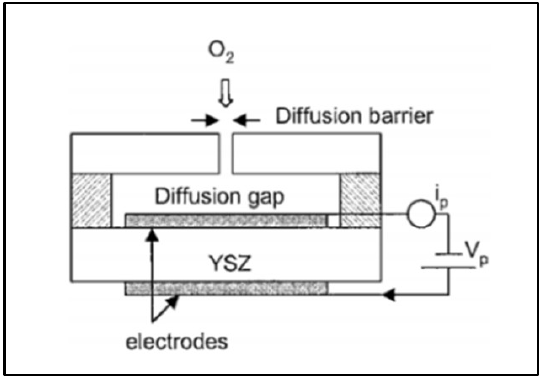 O₂
Diffusion barrier
Diffusion gap
iₚ
YSZ
Vₚ
electrodes